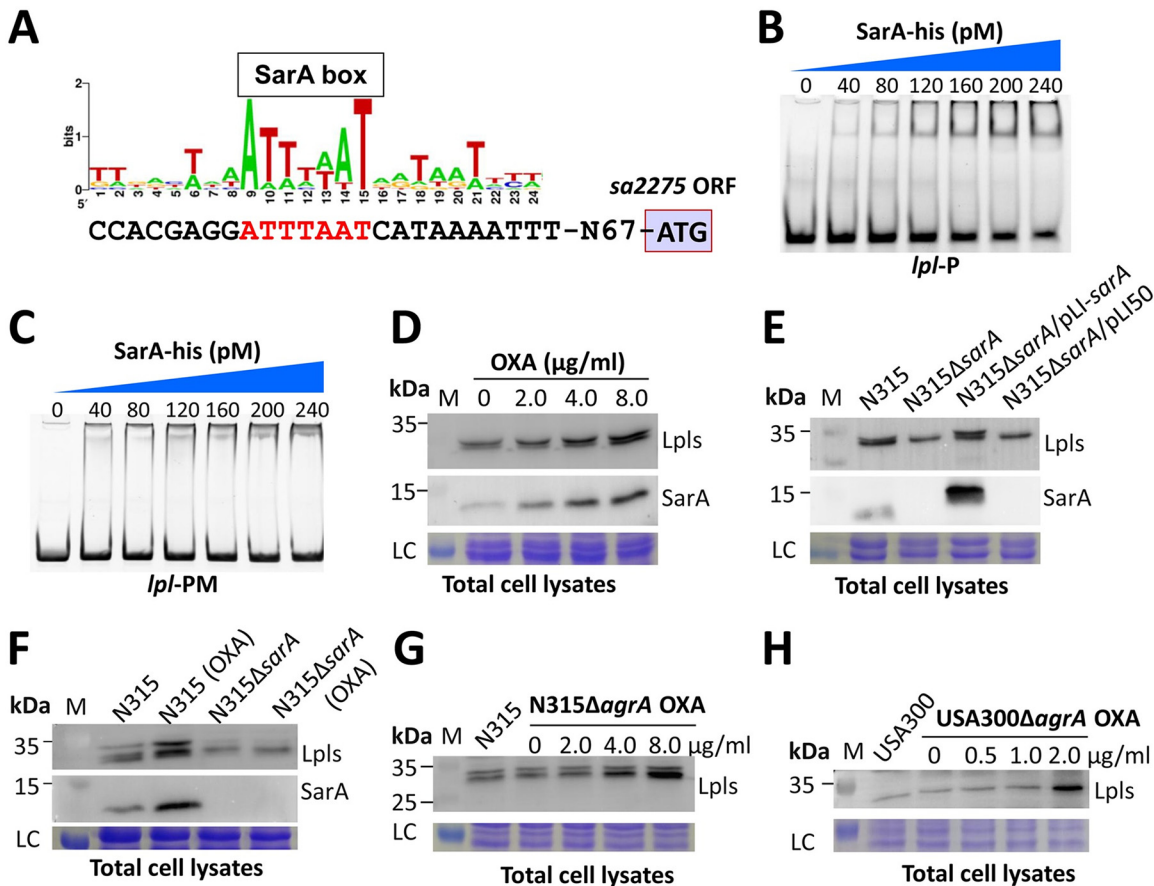 A
SarA box
2
1
0
bits
5′
1 2 3 4 5 6 7 8 9 10 11 12 13 14 15 16 17 18 19 20 21 22 23 24
CCACGAGGATTTAATCATAAAATTT–N67–ATG
sa2275 ORF
B
SarA-his (pM)
0 40 80 120 160 200 240
lpl-P
C
SarA-his (pM)
0 40 80 120 160 200 240
lpl-PM
D
OXA (μg/ml)
kDa M 0 2.0 4.0 8.0
35
Lpls
15
SarA
LC
Total cell lysates
E
kDa M N315 N315ΔsarA N315ΔsarA/pLI-sarA N315ΔsarA/pLI50
35
Lpls
15
SarA
LC
Total cell lysates
F
kDa M N315 N315 (OXA) N315ΔsarA N315ΔsarA (OXA)
35
Lpls
15
SarA
LC
Total cell lysates
G
N315ΔagrA OXA
kDa M N315 0 2.0 4.0 8.0 μg/ml
35
Lpls
25
LC
Total cell lysates
H
USA300ΔagrA OXA
kDa M USA300 0 0.5 1.0 2.0 μg/ml
35
Lpls
LC
Total cell lysates